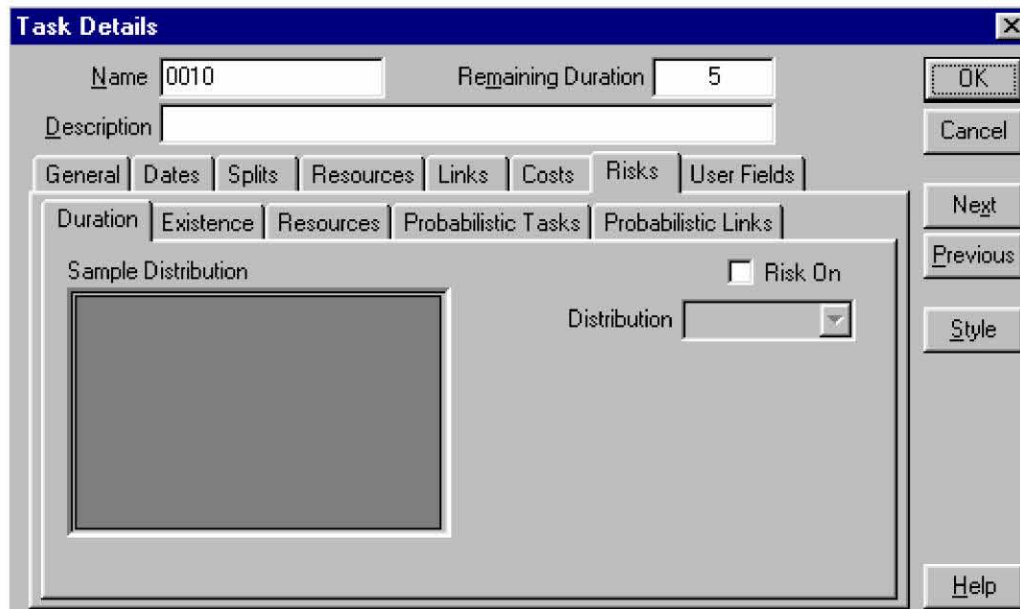 Task Details
Name 0010 Remaining Duration 5 OK
Description Cancel
General Dates Splits Resources Links Costs Risks User Fields
Next
Duration Existence Resources Probabilistic Tasks Probabilistic Links
Previous
Sample Distribution Risk On
Distribution Style
Help